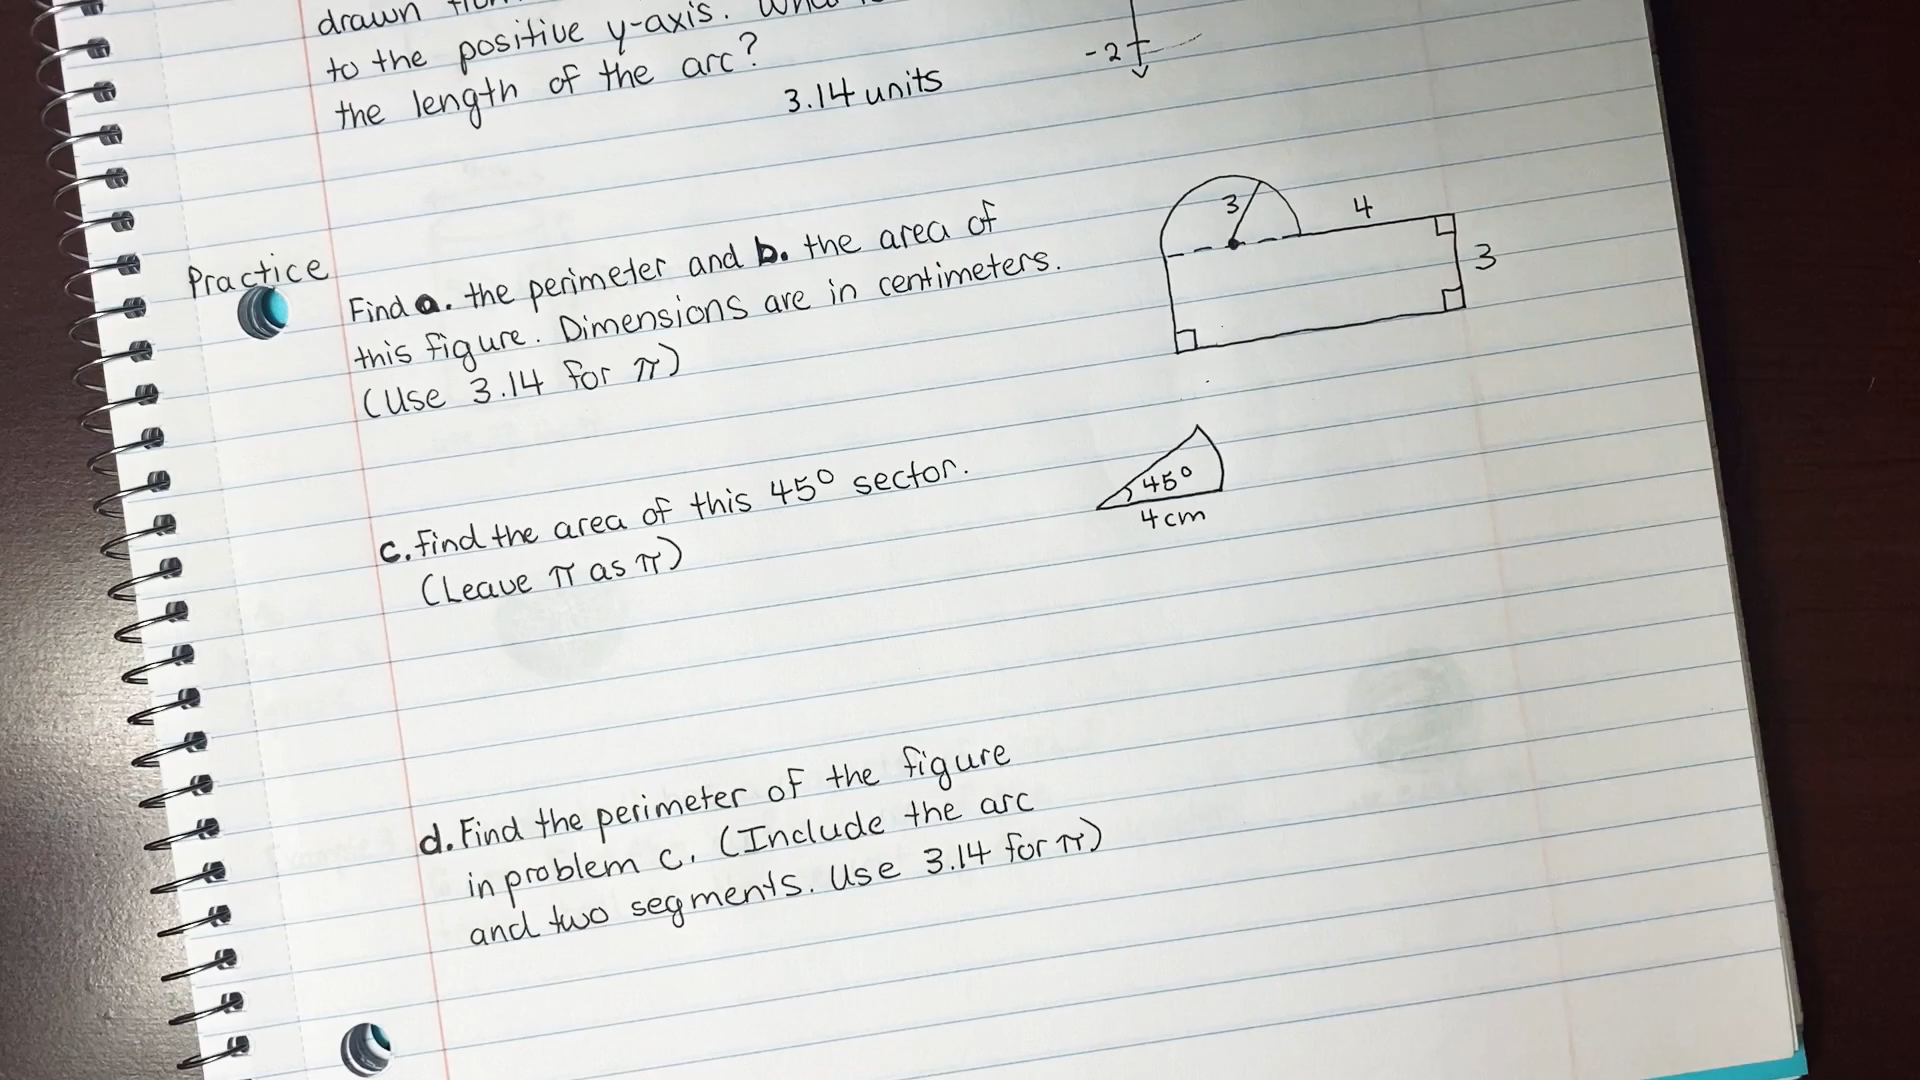 drawn
to the positive y-axis.
the length of the arc?
3.14 units
-2
Practice
Find a. the perimeter and b. the area of
this figure. Dimensions are in centimeters.
(Use 3.14 for π)
3
4
3
c. Find the area of this 45° sector.
(Leave π as π)
45°
4 cm
d. Find the perimeter of the figure
in problem c. (Include the arc
and two segments. Use 3.14 for π)